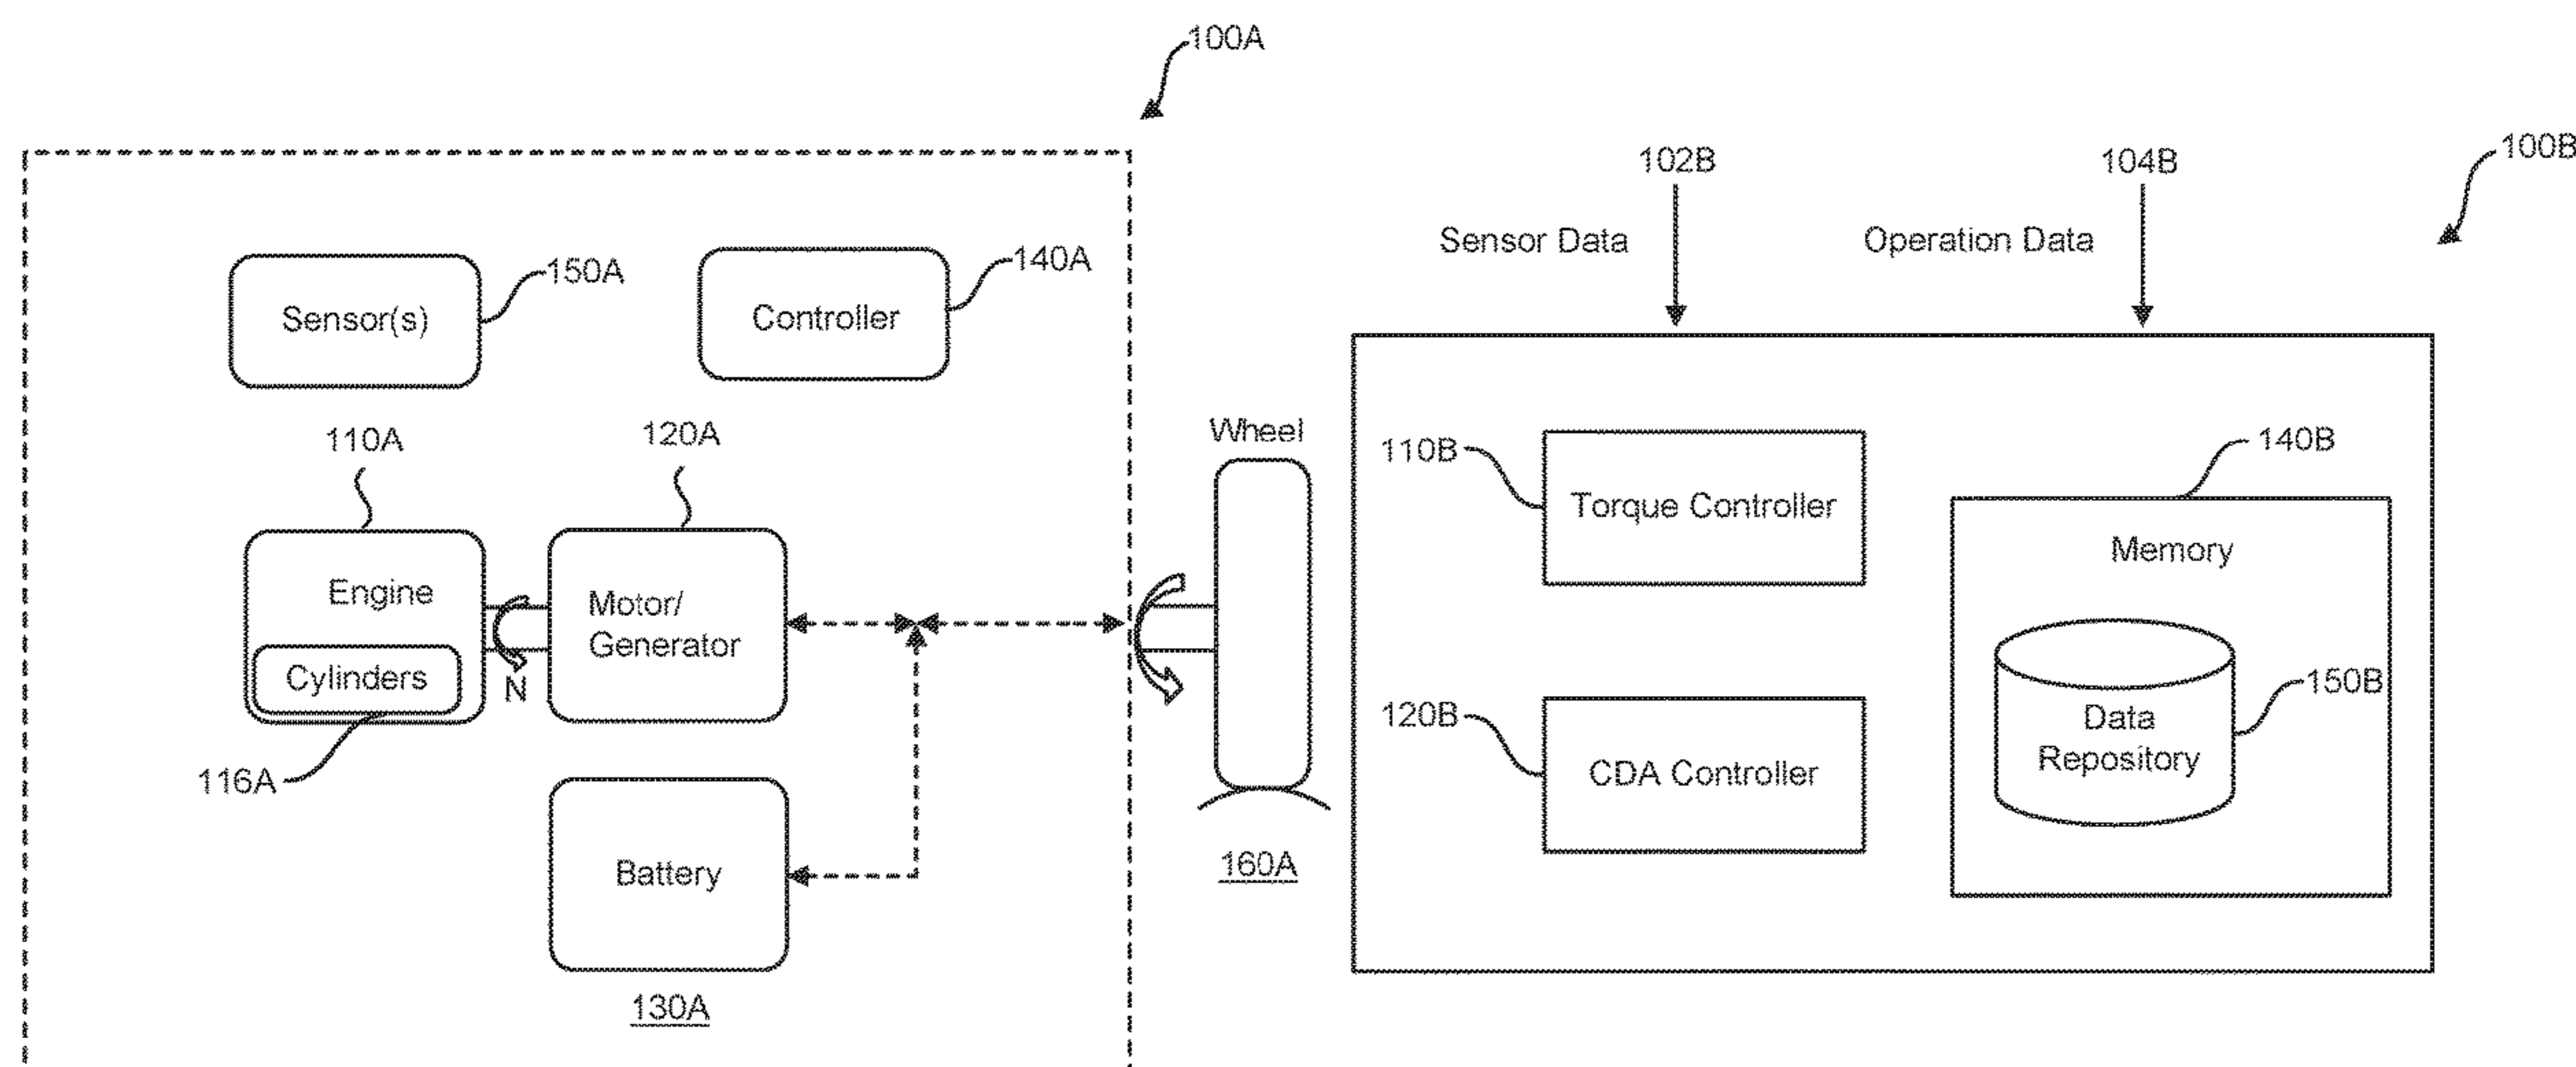 100A
150A
Sensor(s)
140A
Controller
110A
120A
Engine
Cylinders
N
Motor/
Generator
116A
Battery
130A
Wheel
160A
100B
102B
104B
Sensor Data
Operation Data
110B
Torque Controller
140B
Memory
120B
CDA Controller
150B
Data
Repository